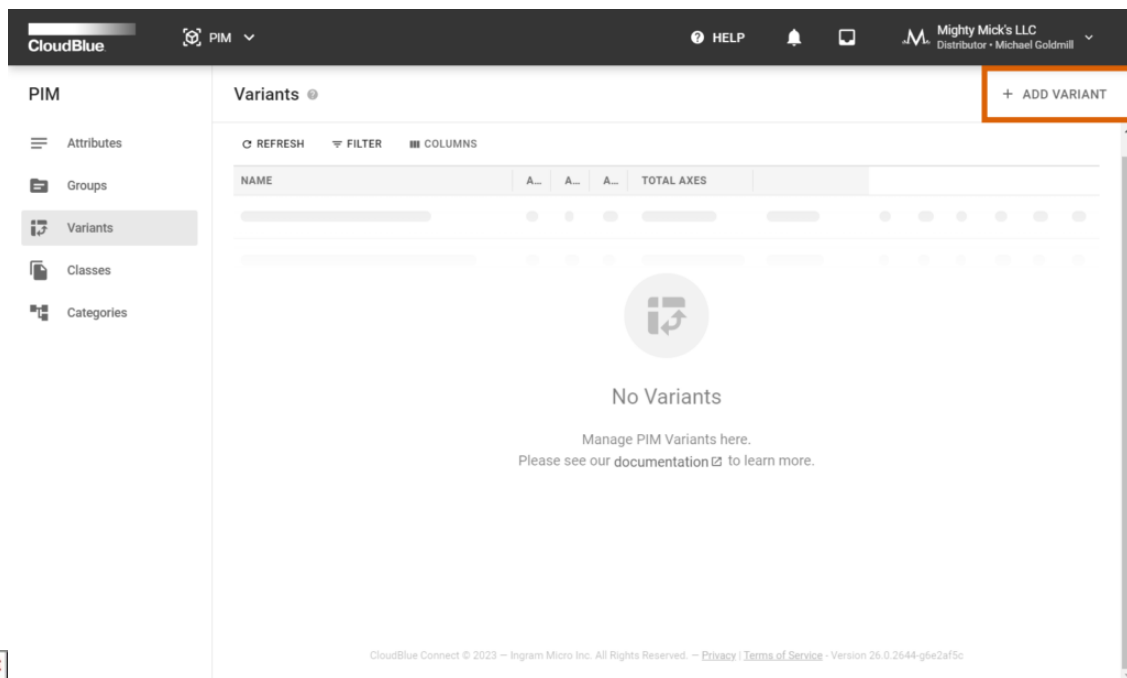 CloudBlue
PIM
HELP
Mighty Mick's LLC
Distributor • Michael Goldmill
PIM
Attributes
Groups
Variants
Classes
Categories
Variants
+ ADD VARIANT
REFRESH
FILTER
COLUMNS
NAME
A...
A...
A...
TOTAL AXES
No Variants
Manage PIM Variants here.
Please see our documentation to learn more.
CloudBlue Connect © 2023 – Ingram Micro Inc. All Rights Reserved. – Privacy | Terms of Service - Version 26.0.2644-g6e2af5c